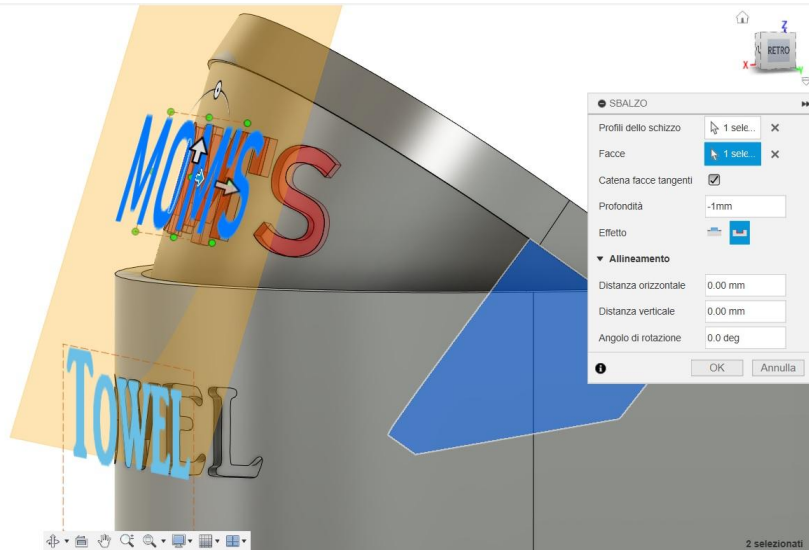 Z
RETRO
X
SBALZO
Profili dello schizzo
1 sele...
Facce
1 sele...
Catena facce tangenti
Profondità
-1mm
Effetto
Allineamento
Distanza orizzontale
0.00 mm
Distanza verticale
0.00 mm
Angolo di rotazione
0.0 deg
OK
Annulla
MOM'S
S
TOWEL
EL
2 selezionati